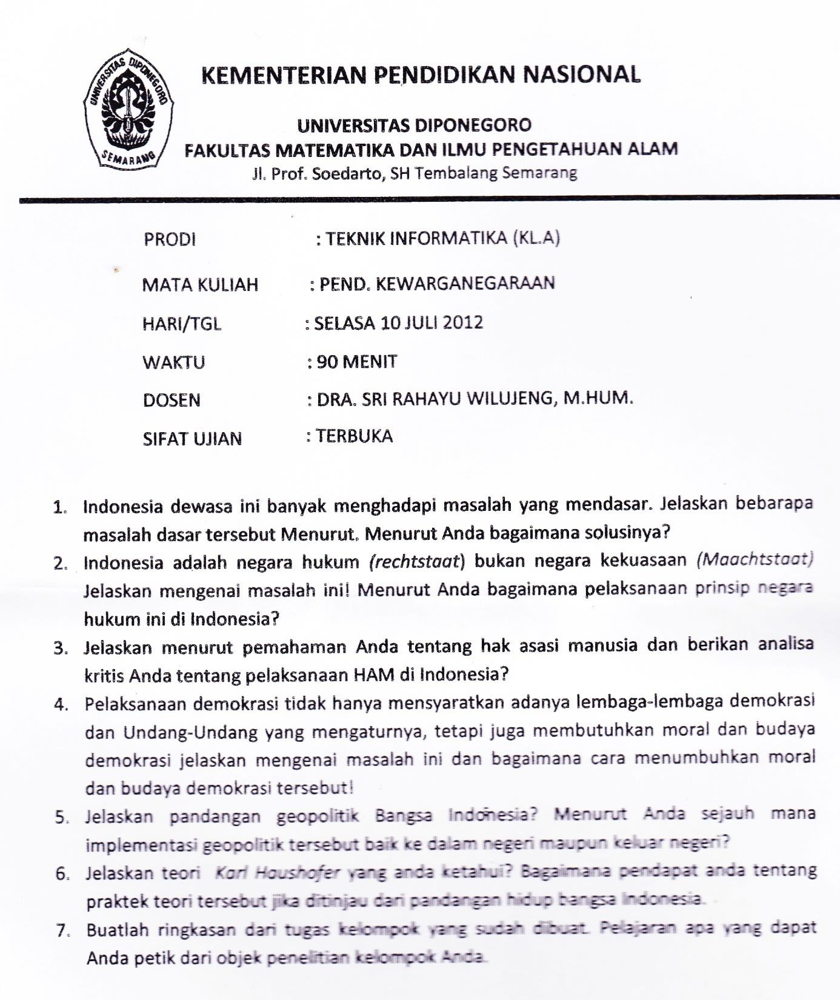 UNIVERSITAS DIPONEGORO
SEMARANG
KEMENTERIAN PENDIDIKAN NASIONAL
UNIVERSITAS DIPONEGORO
FAKULTAS MATEMATIKA DAN ILMU PENGETAHUAN ALAM
Jl. Prof. Soedarto, SH Tembalang Semarang
PRODI : TEKNIK INFORMATIKA (KL.A)
MATA KULIAH : PEND. KEWARGANEGARAAN
HARI/TGL : SELASA 10 JULI 2012
WAKTU : 90 MENIT
DOSEN : DRA. SRI RAHAYU WILUJENG, M.HUM.
SIFAT UJIAN : TERBUKA
1. Indonesia dewasa ini banyak menghadapi masalah yang mendasar. Jelaskan bebarapa
masalah dasar tersebut Menurut. Menurut Anda bagaimana solusinya?
2. Indonesia adalah negara hukum (rechtstaat) bukan negara kekuasaan (Maachtstaat)
Jelaskan mengenai masalah ini! Menurut Anda bagaimana pelaksanaan prinsip negara
hukum ini di Indonesia?
3. Jelaskan menurut pemahaman Anda tentang hak asasi manusia dan berikan analisa
kritis Anda tentang pelaksanaan HAM di Indonesia?
4. Pelaksanaan demokrasi tidak hanya mensyaratkan adanya lembaga-lembaga demokrasi
dan Undang-Undang yang mengaturnya, tetapi juga membutuhkan moral dan budaya
demokrasi jelaskan mengenai masalah ini dan bagaimana cara menumbuhkan moral
dan budaya demokrasi tersebut!
5. Jelaskan pandangan geopolitik Bangsa Indonesia? Menurut Anda sejauh mana
implementasi geopolitik tersebut baik ke dalam negeri maupun keluar negeri?
6. Jelaskan teori Karl Haushofer yang anda ketahui? Bagaimana pendapat anda tentang
praktek teori tersebut jika ditinjau dari pandangan hidup bangsa Indonesia.
7. Buatlah ringkasan dari tugas kelompok yang sudah dibuat. Pelajaran apa yang dapat
Anda petik dari objek penelitian kelompok Anda.